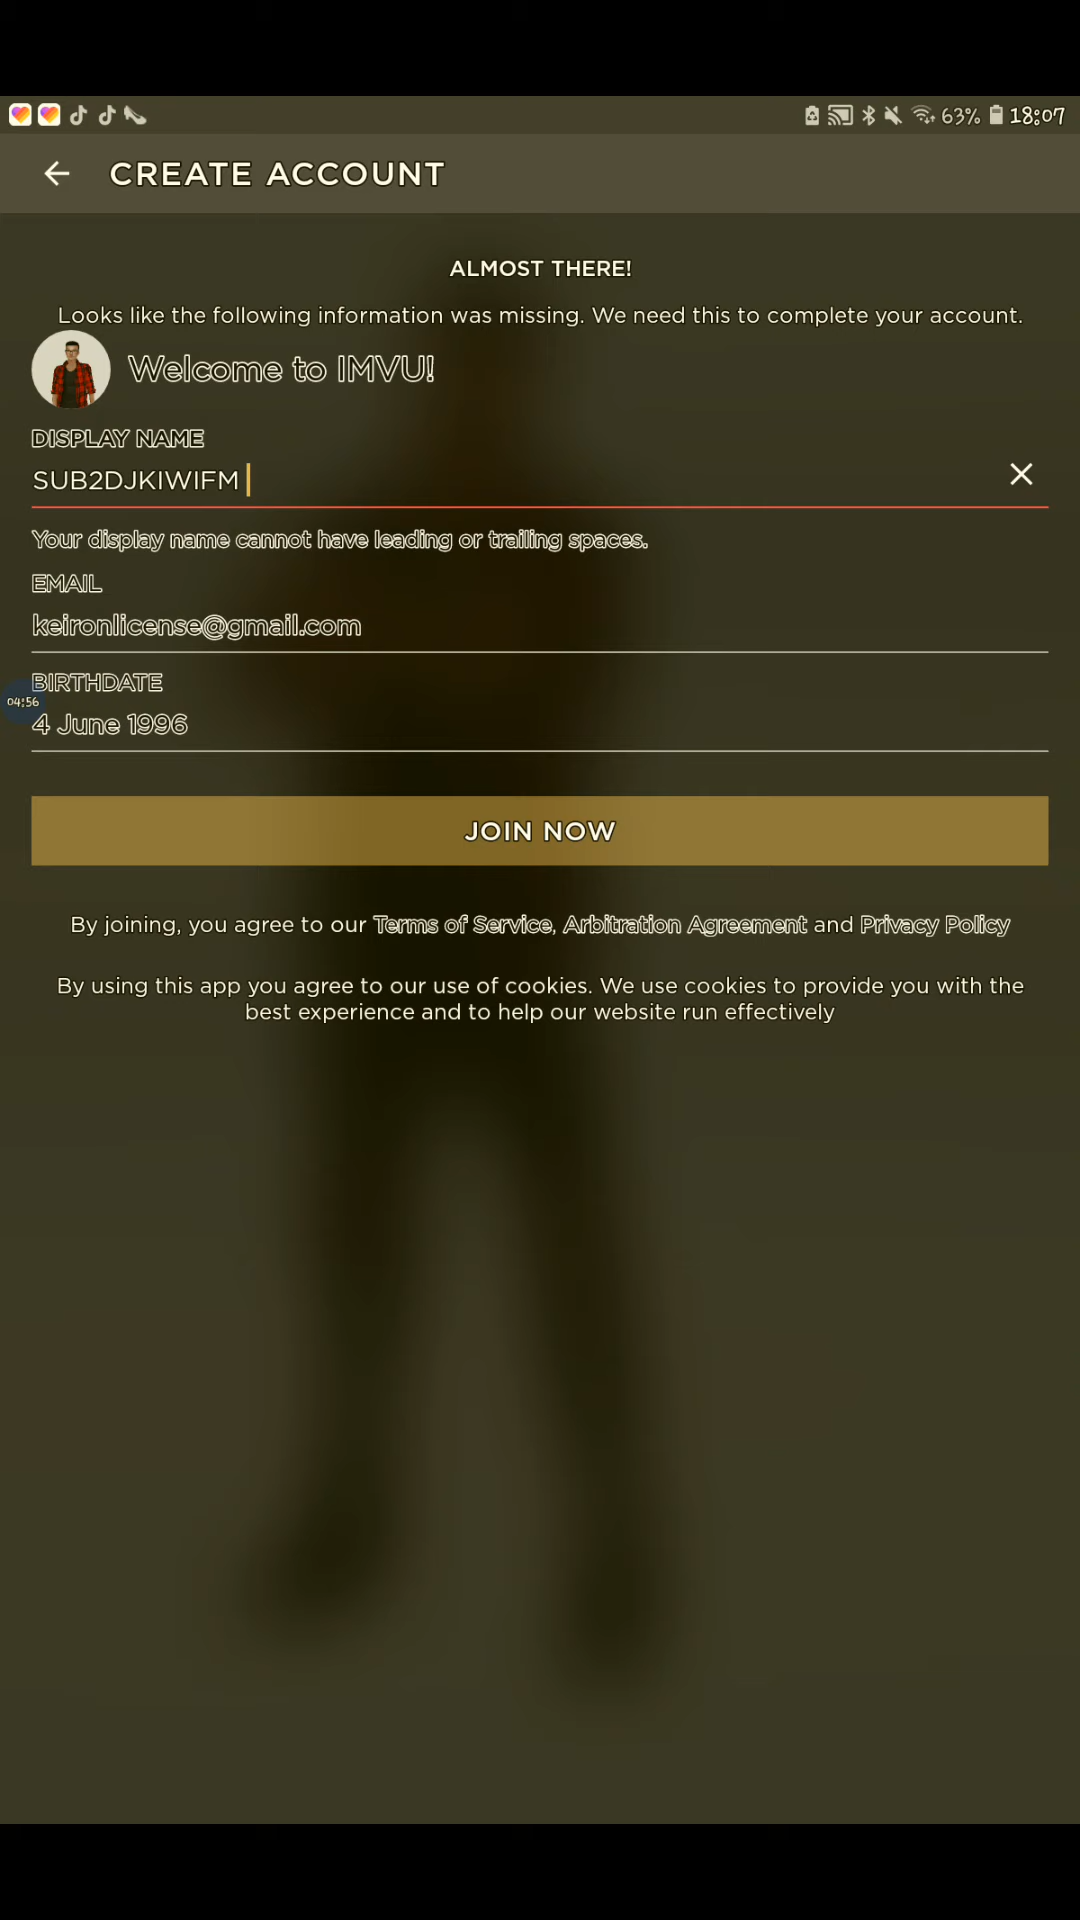 63% 18:07
CREATE ACCOUNT
ALMOST THERE!
Looks like the following information was missing. We need this to complete your account.
Welcome to IMVU!
DISPLAY NAME
SUB2DJKIWIFM
Your display name cannot have leading or trailing spaces.
EMAIL
keironlicense@gmail.com
BIRTHDATE
04:56
4 June 1996
JOIN NOW
By joining, you agree to our Terms of Service, Arbitration Agreement and Privacy Policy
By using this app you agree to our use of cookies. We use cookies to provide you with the
best experience and to help our website run effectively